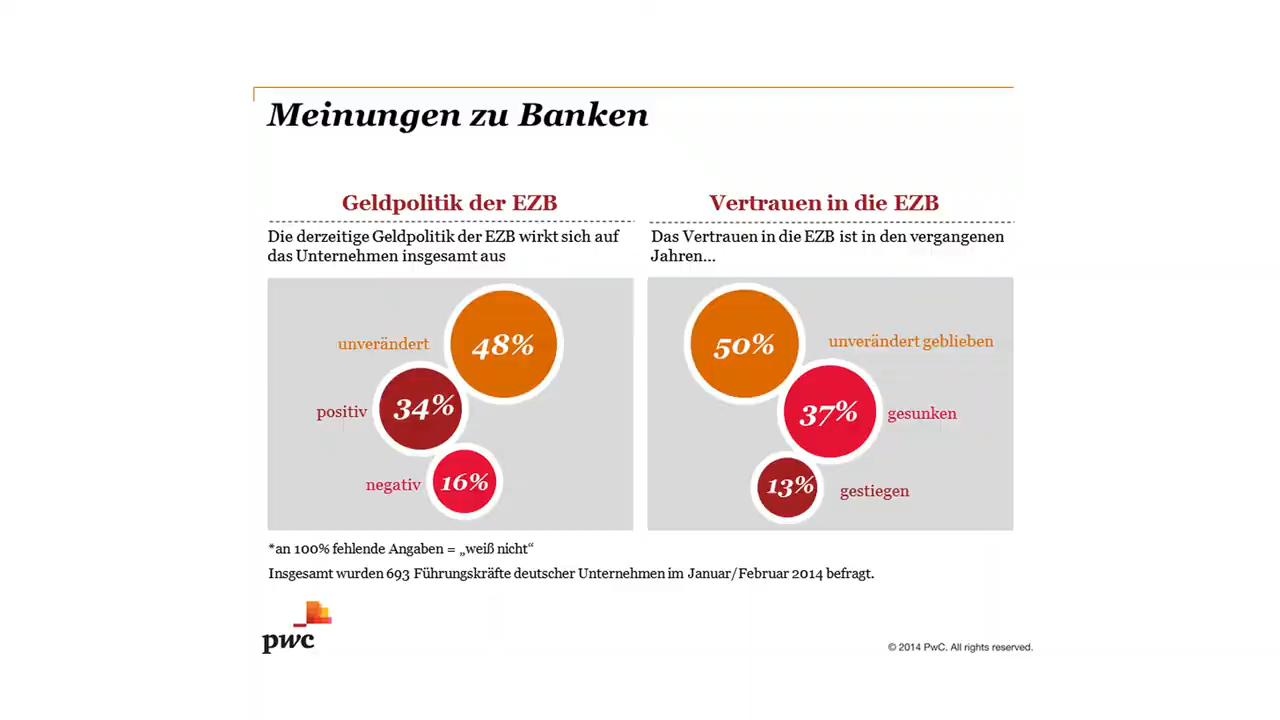 Meinungen zu Banken
Geldpolitik der EZB
Die derzeitige Geldpolitik der EZB wirkt sich auf
das Unternehmen insgesamt aus
unverändert
48%
positiv
34%
negativ
16%
Vertrauen in die EZB
Das Vertrauen in die EZB ist in den vergangenen
Jahren...
50%
unverändert geblieben
37%
gesunken
13%
gestiegen
*an 100% fehlende Angaben = „weiß nicht“
Insgesamt wurden 693 Führungskräfte deutscher Unternehmen im Januar/Februar 2014 befragt.
pwc
© 2014 PwC. All rights reserved.